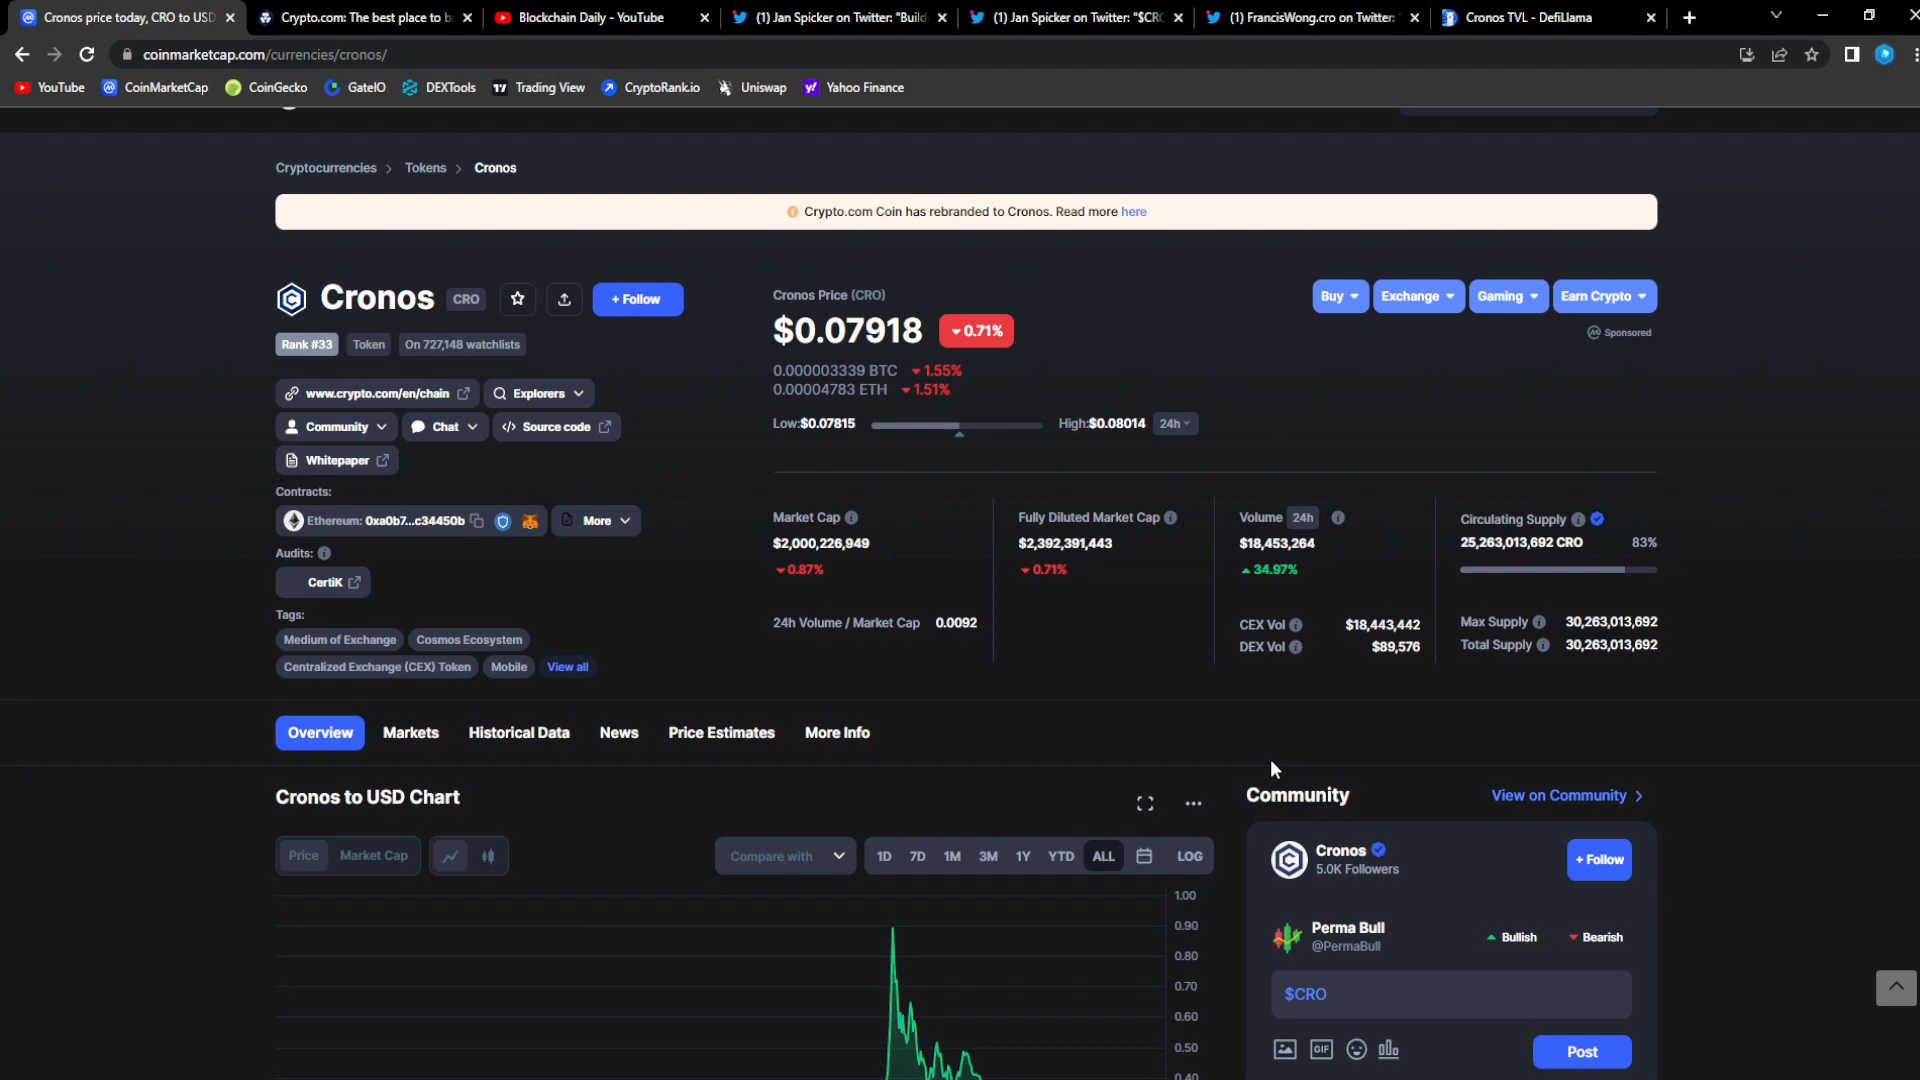 Cronos price today, CRO to USD
Crypto.com: The best place to b
Blockchain Daily - YouTube
(1) Jan Spicker on Twitter: "Build
(1) Jan Spicker on Twitter: "$CRO
(1) FrancisWong.cro on Twitter: "
Cronos TVL - DefiLlama
coinmarketcap.com/currencies/cronos/
YouTube CoinMarketCap CoinGecko GateIO DEXTools Trading View CryptoRank.io Uniswap Yahoo Finance
Cryptocurrencies > Tokens > Cronos
Crypto.com Coin has rebranded to Cronos. Read more here
Cronos CRO + Follow
Rank #33 Token On 727,148 watchlists
www.crypto.com/en/chain Explorers
Community Chat Source code
Whitepaper
Contracts:
Ethereum: 0xa0b7...c34450b More
Audits:
CertiK
Tags:
Medium of Exchange Cosmos Ecosystem
Centralized Exchange (CEX) Token Mobile View all
Cronos Price (CRO)
$0.07918 0.71%
0.000003339 BTC 1.55%
0.00004783 ETH 1.51%
Low:$0.07815 High:$0.08014 24h
Buy Exchange Gaming Earn Crypto
Sponsored
Market Cap
$2,000,226,949
0.87%
24h Volume / Market Cap 0.0092
Fully Diluted Market Cap
$2,392,391,443
0.71%
Volume 24h
$18,453,264
34.97%
CEX Vol $18,443,442
DEX Vol $89,576
Circulating Supply
25,263,013,692 CRO 83%
Max Supply 30,263,013,692
Total Supply 30,263,013,692
Overview Markets Historical Data News Price Estimates More Info
Cronos to USD Chart
Price Market Cap
Compare with 1D 7D 1M 3M 1Y YTD ALL LOG
1.00
0.90
0.80
0.70
0.60
0.50
0.40
Community View on Community >
Cronos
5.0K Followers
+ Follow
Perma Bull
@PermaBull
Bullish Bearish
$CRO
GIF
Post